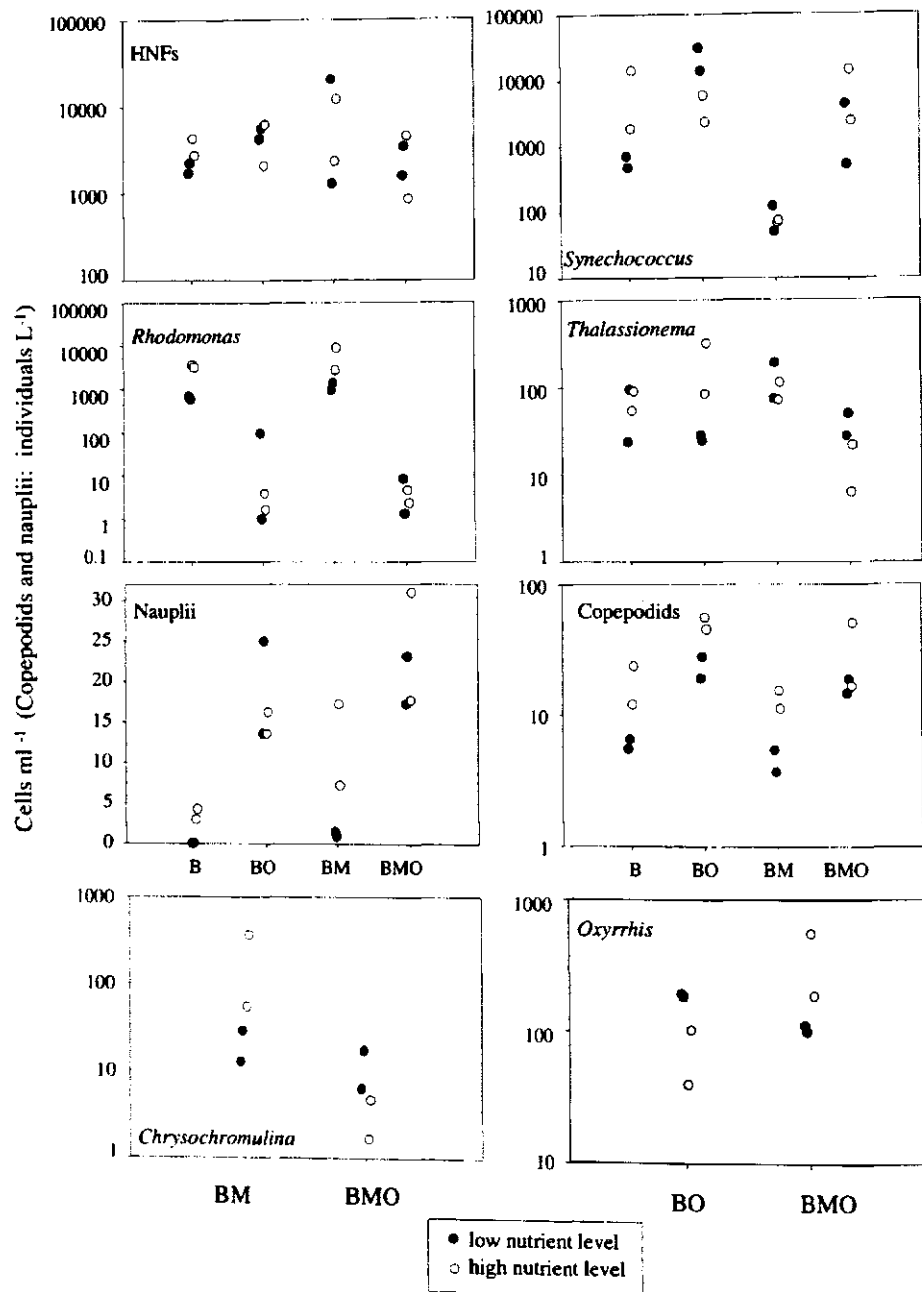 Cells ml -1 (Copepodids and nauplii: individuals L-1)
HNFs
100000
10000
1000
100
Synechococcus
100000
10000
1000
100
10
Rhodomonas
100000
10000
1000
100
10
1
0.1
Thalassionema
1000
100
10
1
Nauplii
30
25
20
15
10
5
0
B BO BM BMO
Copepodids
100
10
1
B BO BM BMO
1000
100
10
1
Chrysochromulina
BM BMO
Oxyrrhis
1000
100
10
BO BMO
low nutrient level
high nutrient level